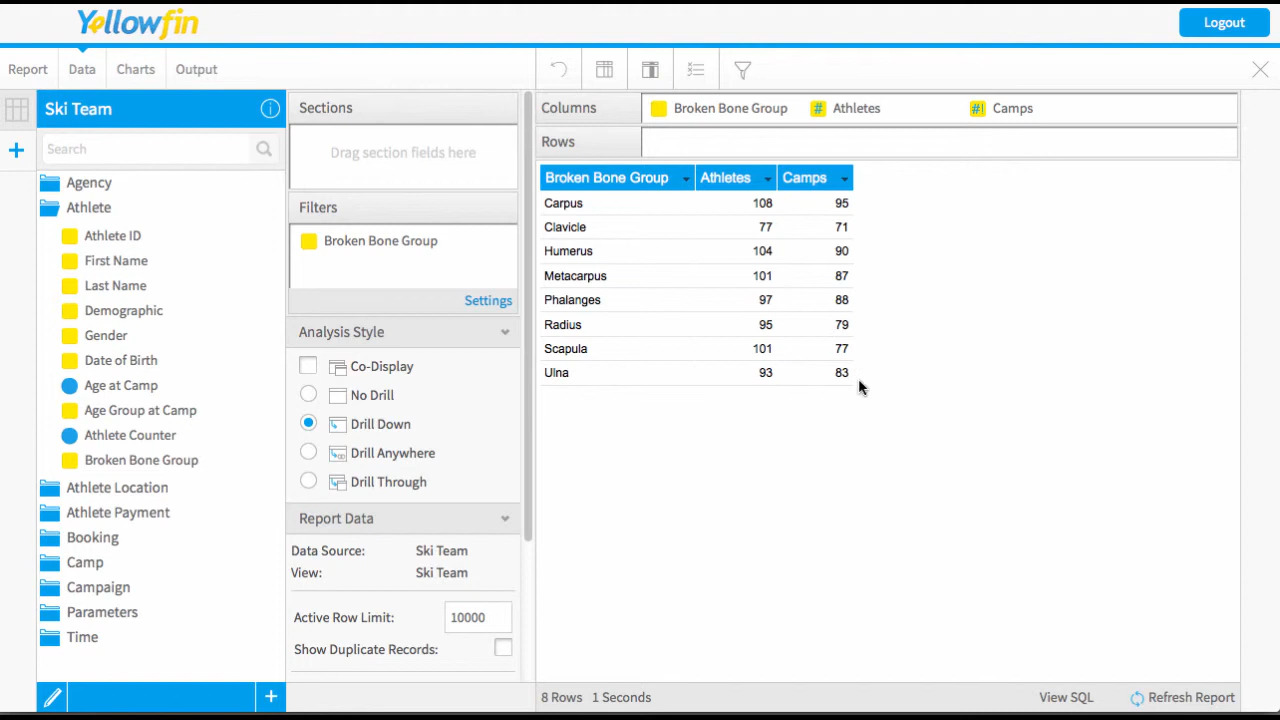 Yellowfin
Logout
Report Data Charts Output
Ski Team
Search
Agency
Athlete
Athlete ID
First Name
Last Name
Demographic
Gender
Date of Birth
Age at Camp
Age Group at Camp
Athlete Counter
Broken Bone Group
Athlete Location
Athlete Payment
Booking
Camp
Campaign
Parameters
Time
Sections
Drag section fields here
Filters
Broken Bone Group
Settings
Analysis Style
Co-Display
No Drill
Drill Down
Drill Anywhere
Drill Through
Report Data
Data Source: Ski Team
View: Ski Team
Active Row Limit: 10000
Show Duplicate Records:
Columns Broken Bone Group # Athletes # Camps
Rows
Broken Bone Group Athletes Camps
Carpus 108 95
Clavicle 77 71
Humerus 104 90
Metacarpus 101 87
Phalanges 97 88
Radius 95 79
Scapula 101 77
Ulna 93 83
8 Rows 1 Seconds View SQL Refresh Report